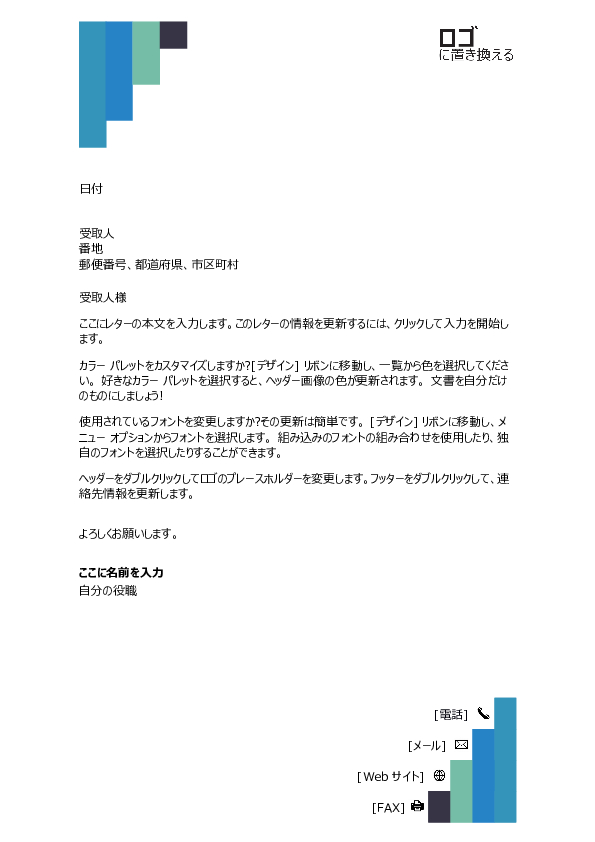 ロゴ
に置き換える
日付
受取人
番地
郵便番号、都道府県、市区町村
受取人様
ここにレターの本文を入力します。このレターの情報を更新するには、クリックして入力を開始し
ます。
カラー パレットをカスタマイズしますか?[デザイン] リボンに移動し、一覧から色を選択してくださ
い。 好きなカラー パレットを選択すると、ヘッダー画像の色が更新されます。 文書を自分だけ
のものにしましょう!
使用されているフォントを変更しますか?その更新は簡単です。 [デザイン] リボンに移動し、メ
ニュー オプションからフォントを選択します。 組み込みのフォントの組み合わせを使用したり、独
自のフォントを選択したりすることができます。
ヘッダーをダブルクリックしてロゴのプレースホルダーを変更します。フッターをダブルクリックして、連
絡先情報を更新します。
よろしくお願いします。
ここに名前を入力
自分の役職
[電話]
[メール]
[Web サイト]
[FAX]